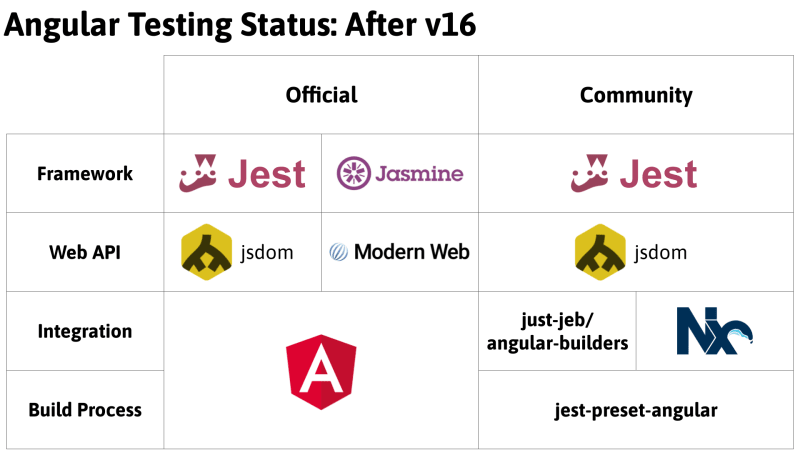 Angular Testing Status: After v16
Official
Community
Framework
Jest
Jasmine
Jest
Web API
jsdom
Modern Web
jsdom
Integration
A
just-jeb/
angular-builders
Nx
Build Process
jest-preset-angular